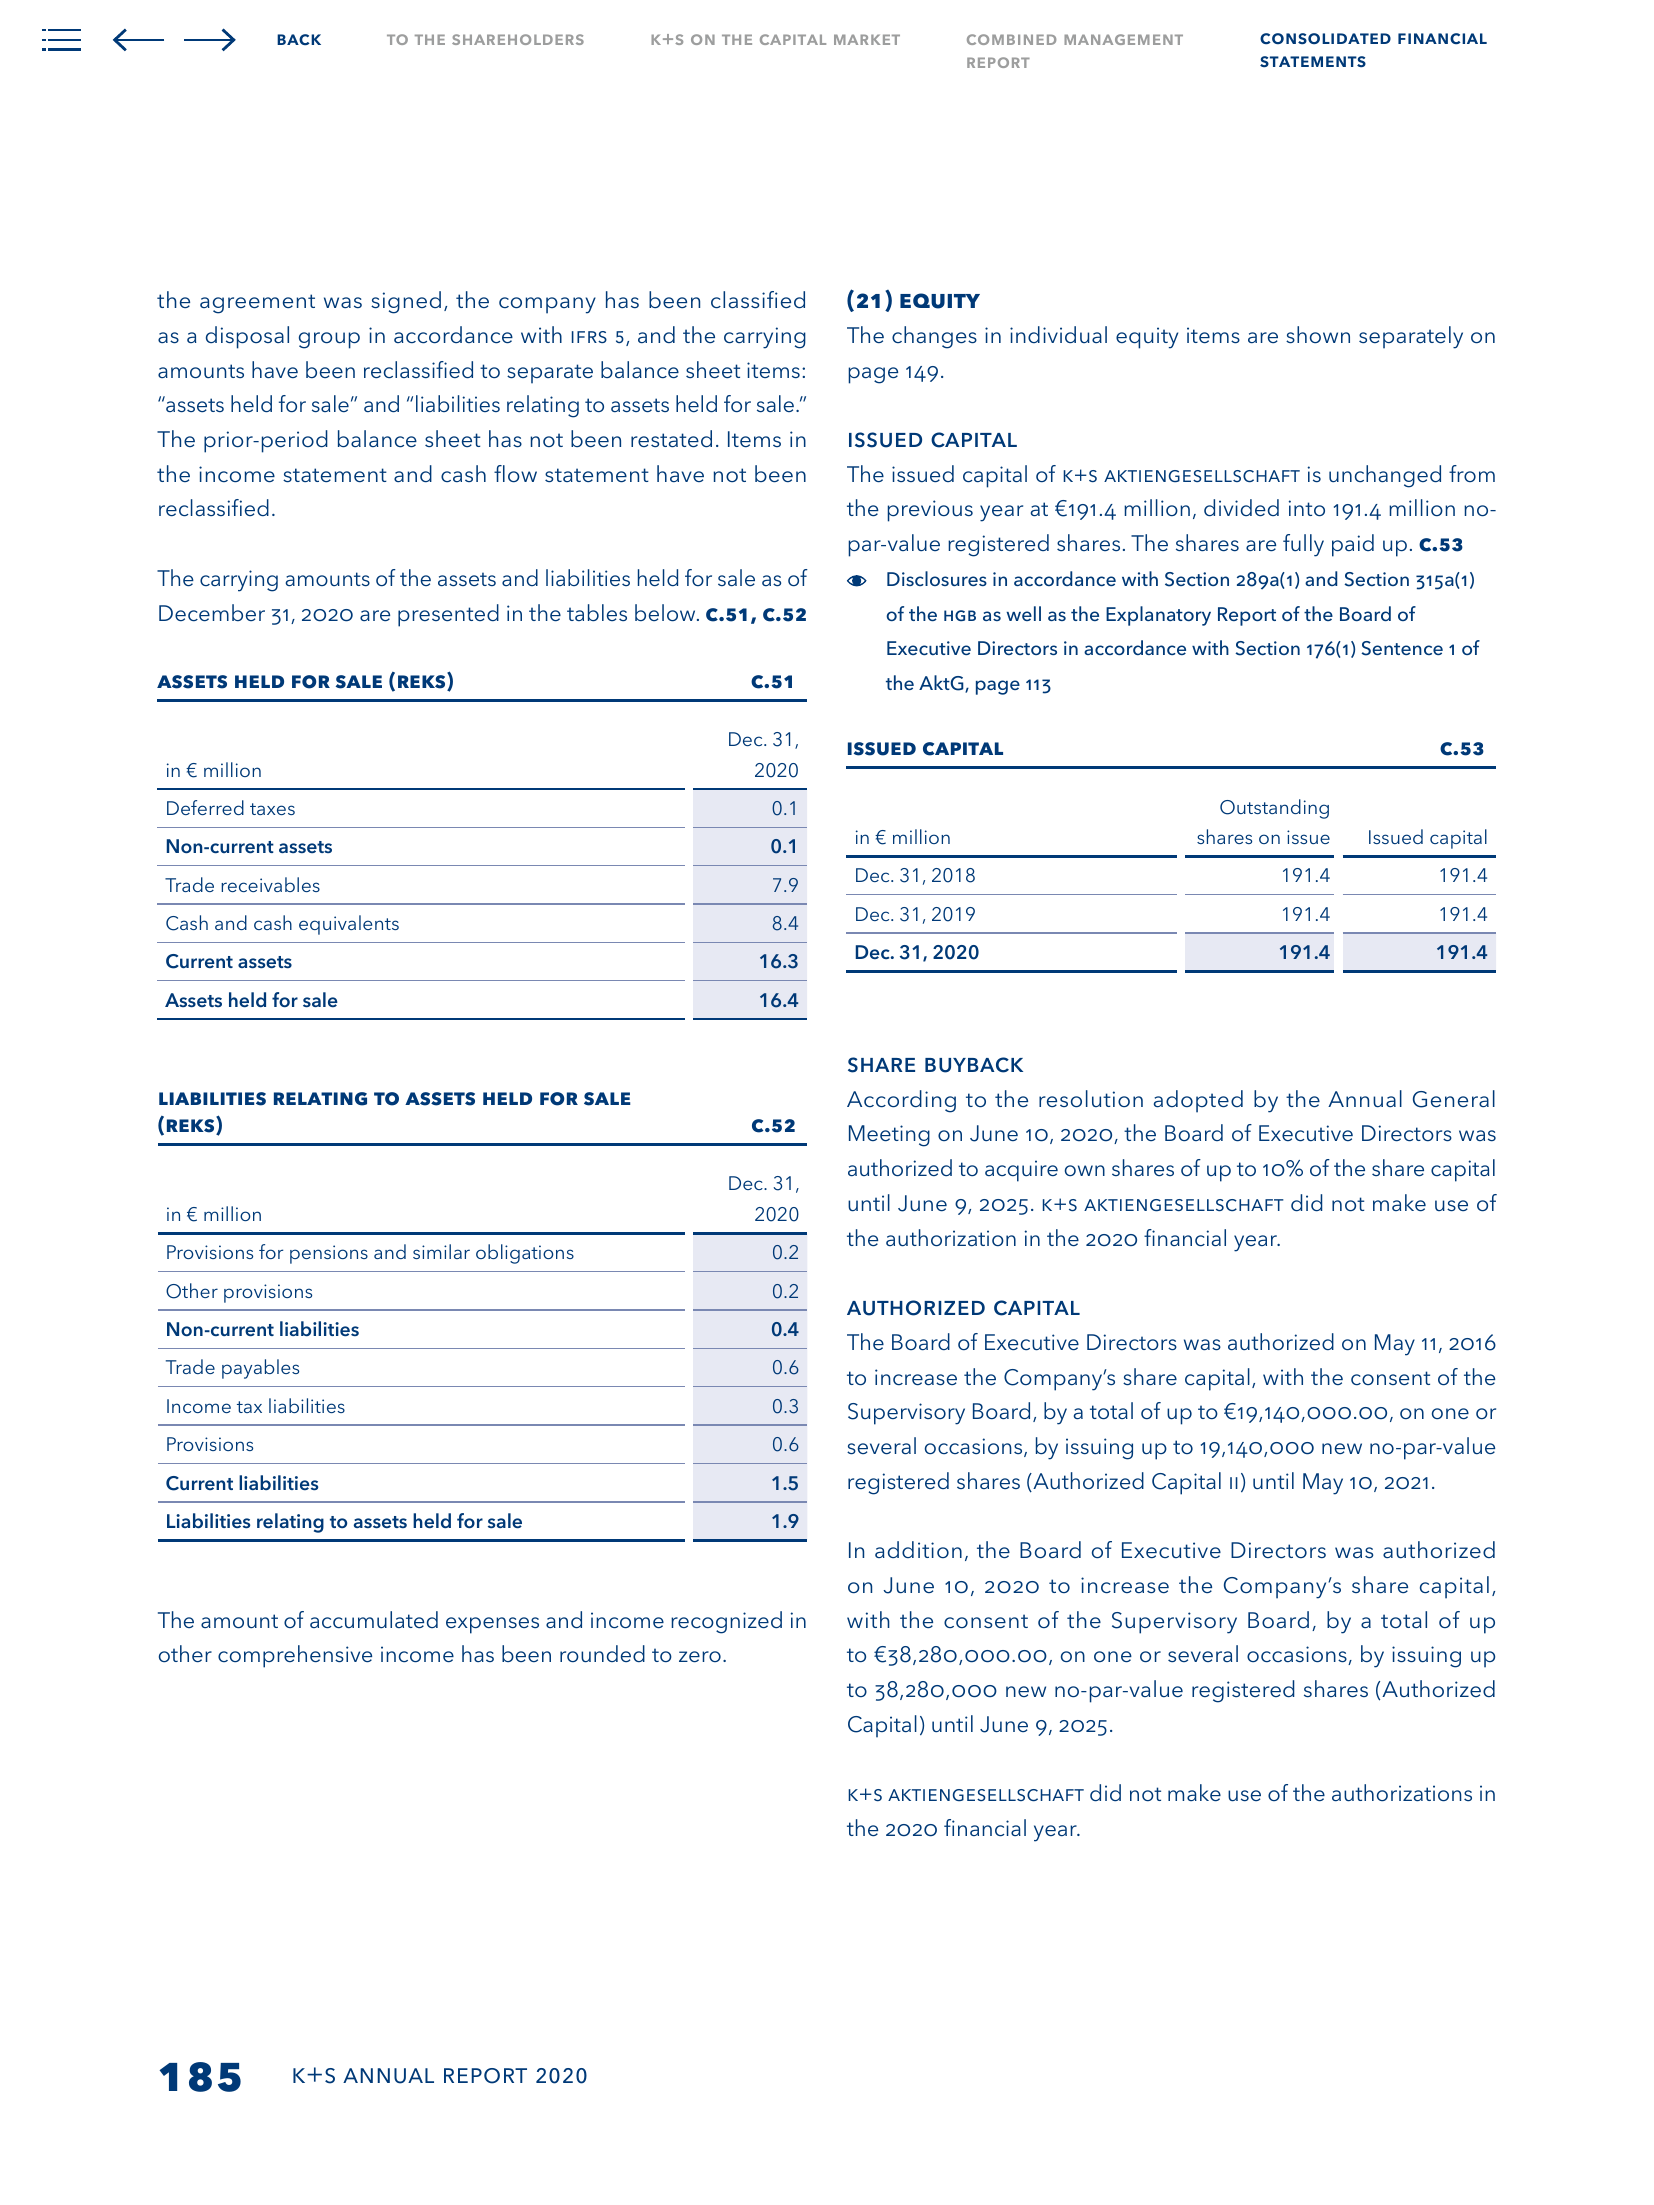 BACK
TO THE SHAREHOLDERS
K+S ON THE CAPITAL MARKET
COMBINED MANAGEMENT
REPORT
CONSOLIDATED FINANCIAL
STATEMENTS
the agreement was signed, the company has been classified
as a disposal group in accordance with IFRS 5, and the carrying
amounts have been reclassified to separate balance sheet items:
“assets held for sale” and “liabilities relating to assets held for sale.”
The prior-period balance sheet has not been restated. Items in
the income statement and cash flow statement have not been
reclassified.
The carrying amounts of the assets and liabilities held for sale as of
December 31, 2020 are presented in the tables below. C.51, C.52
ASSETS HELD FOR SALE (REKS) C.51
Dec. 31,
in € million 2020
Deferred taxes 0.1
Non-current assets 0.1
Trade receivables 7.9
Cash and cash equivalents 8.4
Current assets 16.3
Assets held for sale 16.4
LIABILITIES RELATING TO ASSETS HELD FOR SALE
(REKS) C.52
Dec. 31,
in € million 2020
Provisions for pensions and similar obligations 0.2
Other provisions 0.2
Non-current liabilities 0.4
Trade payables 0.6
Income tax liabilities 0.3
Provisions 0.6
Current liabilities 1.5
Liabilities relating to assets held for sale 1.9
The amount of accumulated expenses and income recognized in
other comprehensive income has been rounded to zero.
(21) EQUITY
The changes in individual equity items are shown separately on
page 149.
ISSUED CAPITAL
The issued capital of K+S AKTIENGESELLSCHAFT is unchanged from
the previous year at €191.4 million, divided into 191.4 million no-
par-value registered shares. The shares are fully paid up. C.53
Disclosures in accordance with Section 289a(1) and Section 315a(1)
of the HGB as well as the Explanatory Report of the Board of
Executive Directors in accordance with Section 176(1) Sentence 1 of
the AktG, page 113
ISSUED CAPITAL C.53
Outstanding
in € million shares on issue Issued capital
Dec. 31, 2018 191.4 191.4
Dec. 31, 2019 191.4 191.4
Dec. 31, 2020 191.4 191.4
SHARE BUYBACK
According to the resolution adopted by the Annual General
Meeting on June 10, 2020, the Board of Executive Directors was
authorized to acquire own shares of up to 10% of the share capital
until June 9, 2025. K+S AKTIENGESELLSCHAFT did not make use of
the authorization in the 2020 financial year.
AUTHORIZED CAPITAL
The Board of Executive Directors was authorized on May 11, 2016
to increase the Company’s share capital, with the consent of the
Supervisory Board, by a total of up to €19,140,000.00, on one or
several occasions, by issuing up to 19,140,000 new no-par-value
registered shares (Authorized Capital II) until May 10, 2021.
In addition, the Board of Executive Directors was authorized
on June 10, 2020 to increase the Company’s share capital,
with the consent of the Supervisory Board, by a total of up
to €38,280,000.00, on one or several occasions, by issuing up
to 38,280,000 new no-par-value registered shares (Authorized
Capital) until June 9, 2025.
K+S AKTIENGESELLSCHAFT did not make use of the authorizations in
the 2020 financial year.
185 K+S ANNUAL REPORT 2020